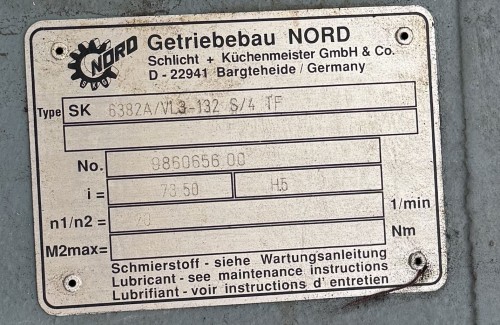 NORD
GKN
Getriebebau NORD
Schlicht + Küchenmeister GmbH & Co.
D - 22941 Bargteheide / Germany
Type SK 6382A/VL3-132 S/4 TF
No. 9860656.00
i = 73.50 H5
n1/n2 = 20 1/min
M2max= Nm
Schmierstoff - siehe Wartungsanleitung
Lubricant - see maintenance instructions
Lubrifiant - voir instructions d' entretien